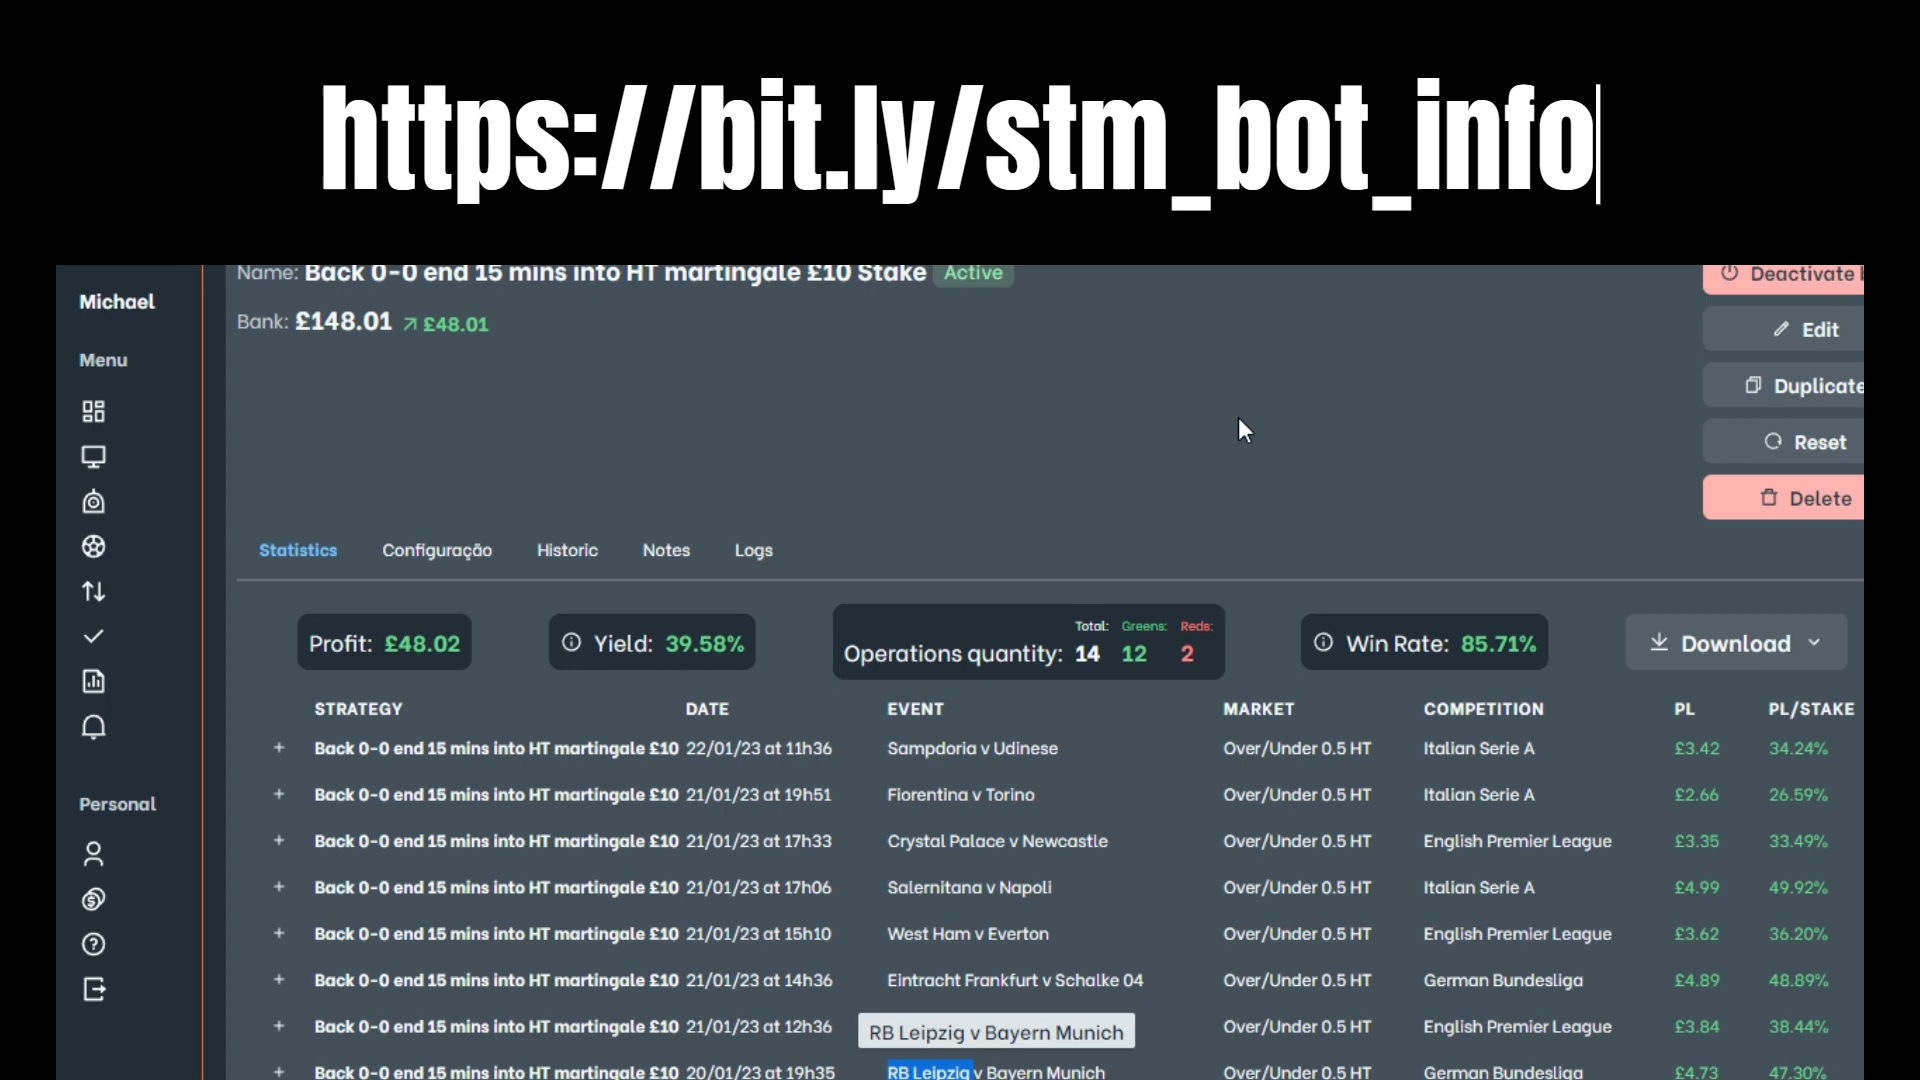 https://bit.ly/stm_bot_info
Michael
Name: Back 0-0 end 15 mins into HT martingale £10 Stake Active
Deactivate
Bank: £148.01 £48.01
Edit
Menu
Duplicate
Reset
Delete
Statistics Configuração Historic Notes Logs
Profit: £48.02 Yield: 39.58% Operations quantity: Total: 14 Greens: 12 Reds: 2 Win Rate: 85.71% Download
STRATEGY DATE EVENT MARKET COMPETITION PL PL/STAKE
+ Back 0-0 end 15 mins into HT martingale £10 22/01/23 at 11h36 Sampdoria v Udinese Over/Under 0.5 HT Italian Serie A £3.42 34.24%
+ Back 0-0 end 15 mins into HT martingale £10 21/01/23 at 19h51 Fiorentina v Torino Over/Under 0.5 HT Italian Serie A £2.66 26.59%
Personal
+ Back 0-0 end 15 mins into HT martingale £10 21/01/23 at 17h33 Crystal Palace v Newcastle Over/Under 0.5 HT English Premier League £3.35 33.49%
+ Back 0-0 end 15 mins into HT martingale £10 21/01/23 at 17h06 Salernitana v Napoli Over/Under 0.5 HT Italian Serie A £4.99 49.92%
+ Back 0-0 end 15 mins into HT martingale £10 21/01/23 at 15h10 West Ham v Everton Over/Under 0.5 HT English Premier League £3.62 36.20%
+ Back 0-0 end 15 mins into HT martingale £10 21/01/23 at 14h36 Eintracht Frankfurt v Schalke 04 Over/Under 0.5 HT German Bundesliga £4.89 48.89%
+ Back 0-0 end 15 mins into HT martingale £10 21/01/23 at 12h36 RB Leipzig v Bayern Munich Over/Under 0.5 HT English Premier League £3.84 38.44%
+ Back 0-0 end 15 mins into HT martingale £10 20/01/23 at 19h35 RB Leipzig v Bayern Munich Over/Under 0.5 HT German Bundesliga £4.73 47.30%